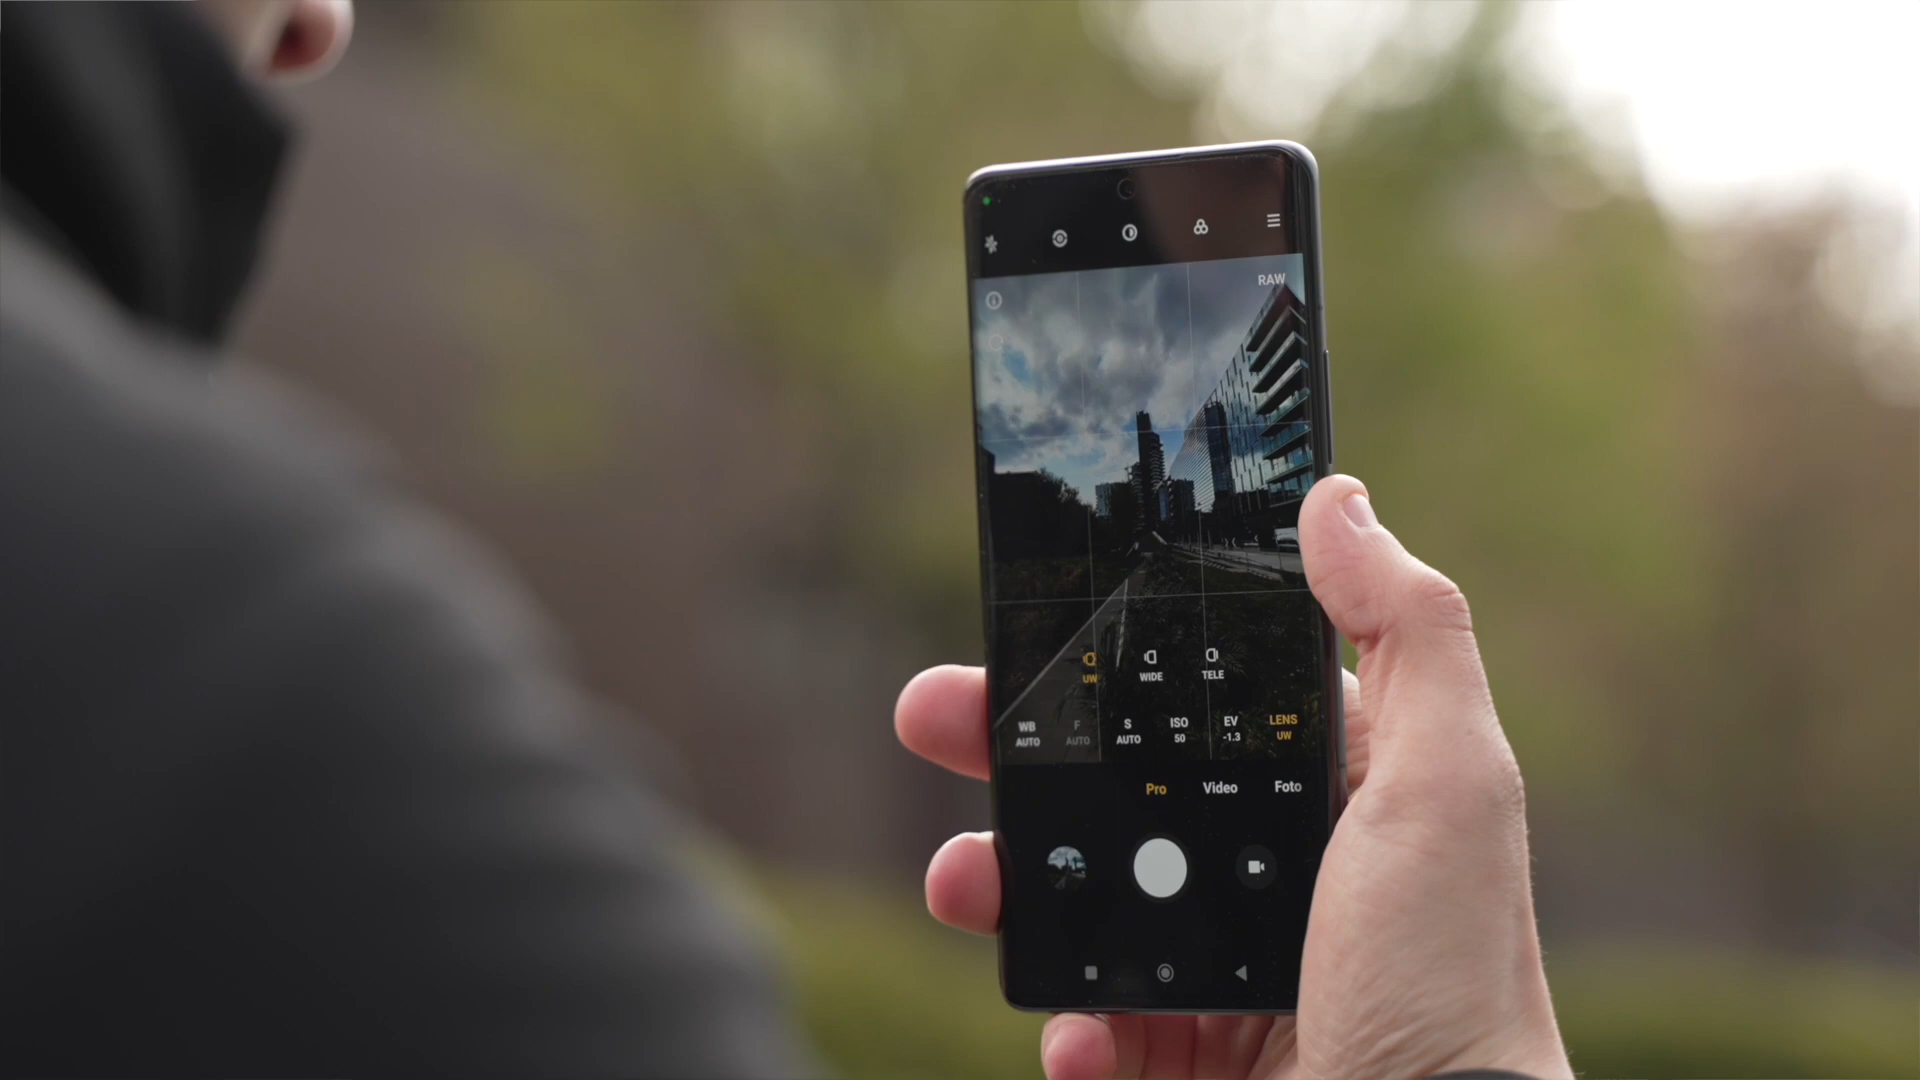 RAW
UW WIDE TELE
WB F S ISO EV LENS
AUTO AUTO AUTO 50 -1.3 UW
Pro Video Foto